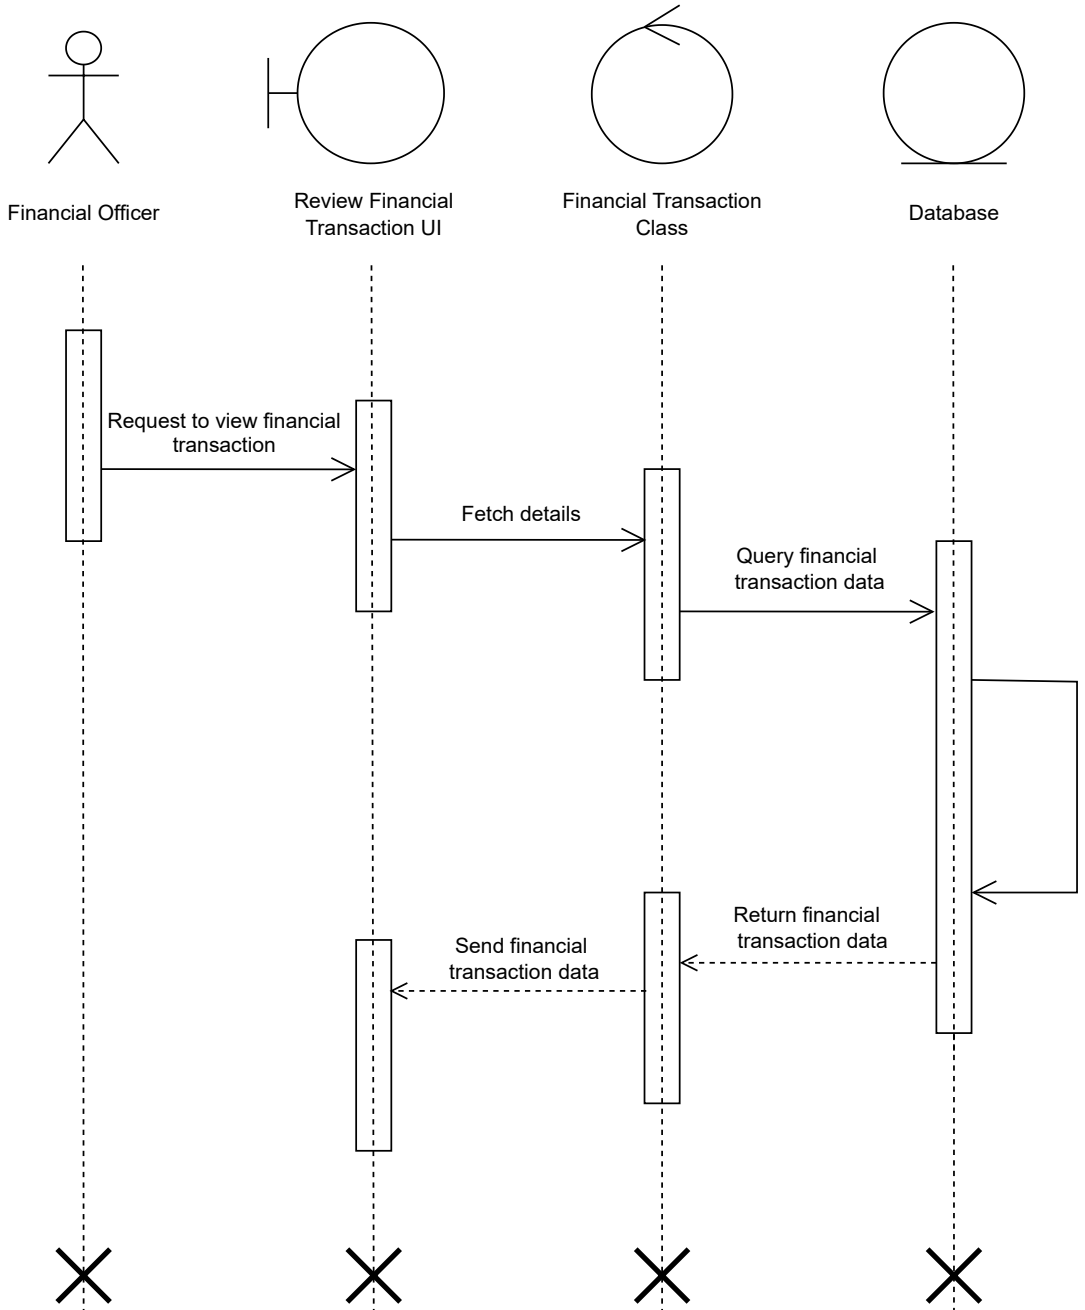 Financial Officer
Review Financial
Transaction UI
Financial Transaction
Class
Database
Request to view financial
transaction
Fetch details
Query financial
transaction data
Return financial
transaction data
Send financial
transaction data